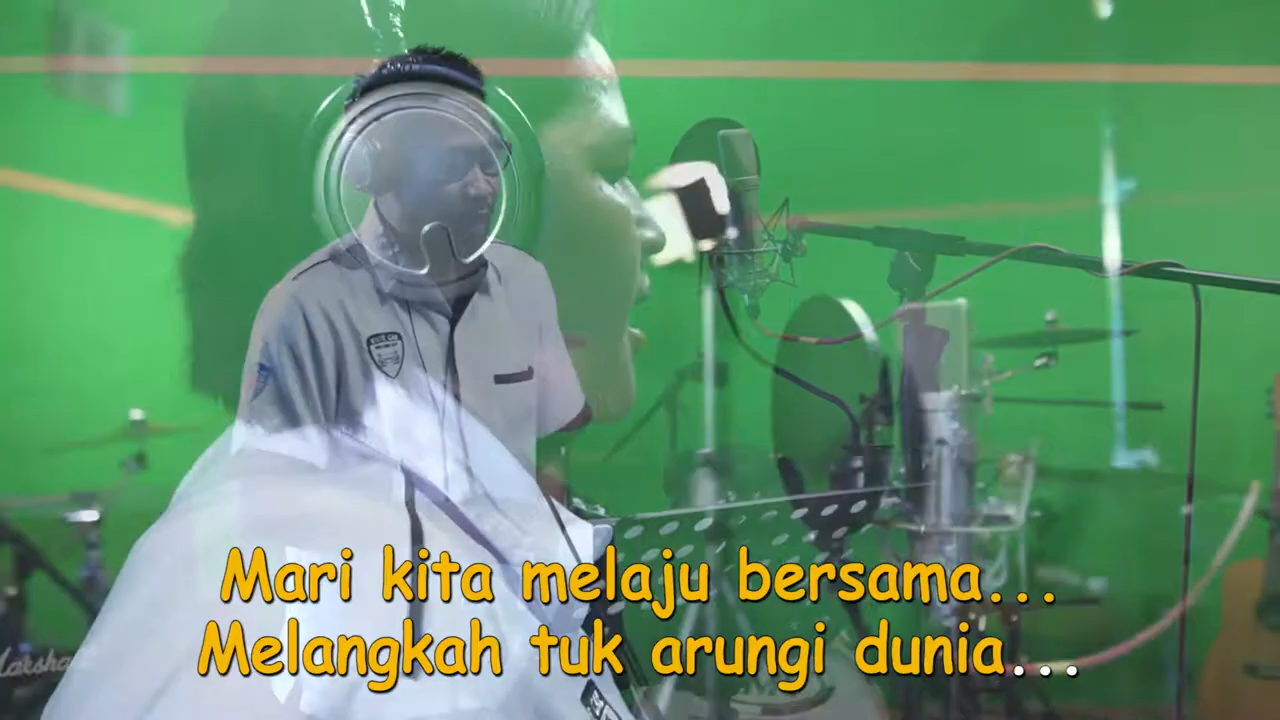 Mari kita melaju bersama...
Melangkah tuk arungi dunia...